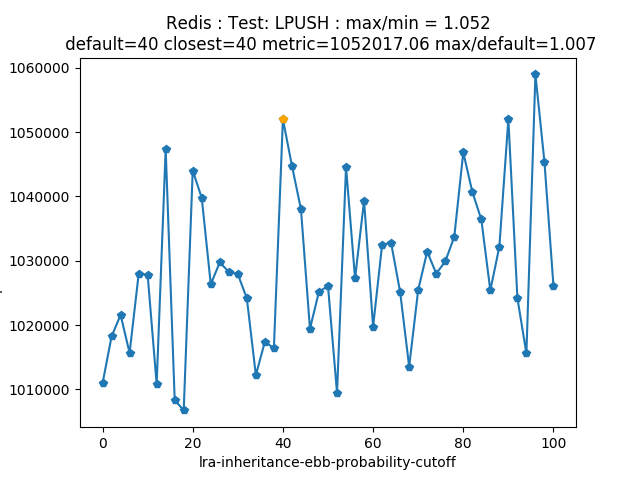 Redis : Test: LPUSH : max/min = 1.052
default=40 closest=40 metric=1052017.06 max/default=1.007
1060000
1050000
1040000
1030000
1020000
1010000
0 20 40 60 80 100
lra-inheritance-ebb-probability-cutoff